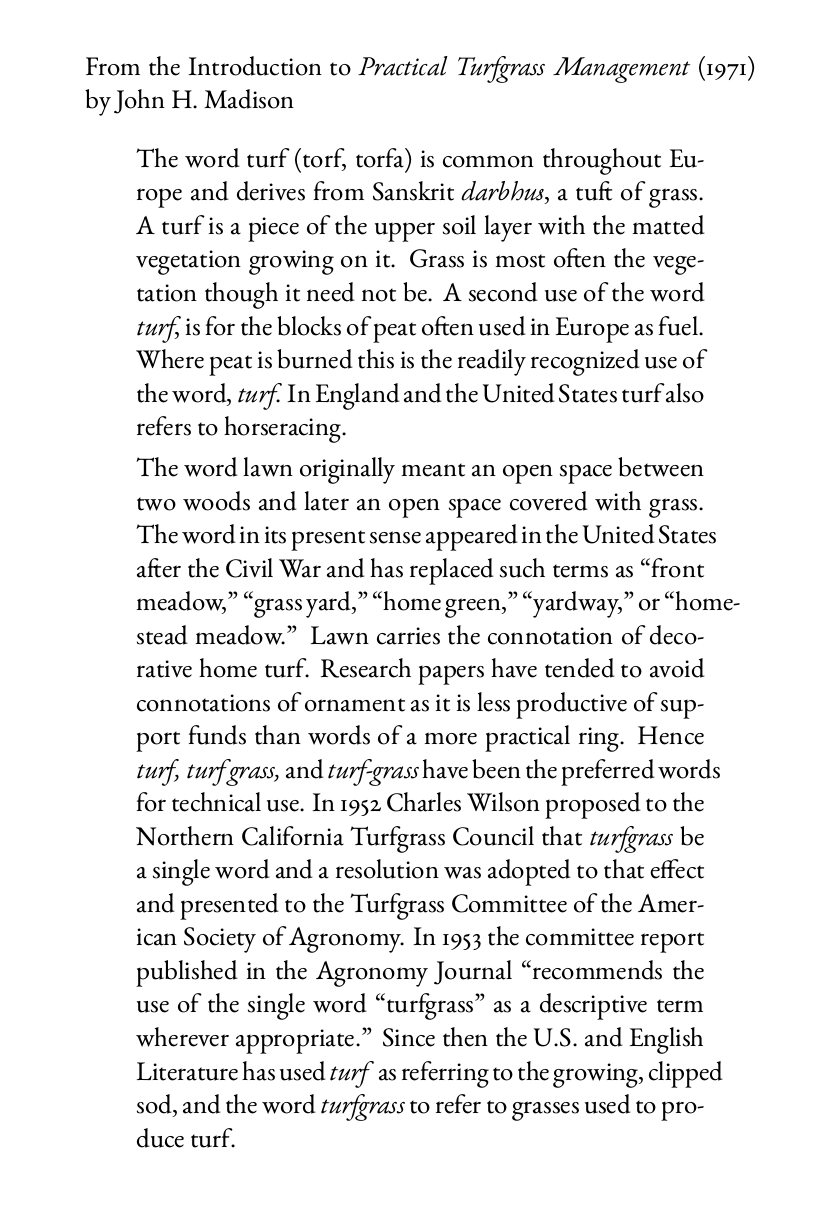 From the Introduction to Practical Turfgrass Management (1971)
by John H. Madison
The word turf (torf, torfa) is common throughout Eu-
rope and derives from Sanskrit darbhus, a tuft of grass.
A turf is a piece of the upper soil layer with the matted
vegetation growing on it. Grass is most often the vege-
tation though it need not be. A second use of the word
turf, is for the blocks of peat often used in Europe as fuel.
Where peat is burned this is the readily recognized use of
the word, turf. In England and the United States turf also
refers to horseracing.
The word lawn originally meant an open space between
two woods and later an open space covered with grass.
The word in its present sense appeared in the United States
after the Civil War and has replaced such terms as “front
meadow,” “grass yard,” “home green,” “yardway,” or “home-
stead meadow.” Lawn carries the connotation of deco-
rative home turf. Research papers have tended to avoid
connotations of ornament as it is less productive of sup-
port funds than words of a more practical ring. Hence
turf, turf grass, and turf-grass have been the preferred words
for technical use. In 1952 Charles Wilson proposed to the
Northern California Turfgrass Council that turfgrass be
a single word and a resolution was adopted to that effect
and presented to the Turfgrass Committee of the Amer-
ican Society of Agronomy. In 1953 the committee report
published in the Agronomy Journal “recommends the
use of the single word “turfgrass” as a descriptive term
wherever appropriate.” Since then the U.S. and English
Literature has used turf as referring to the growing, clipped
sod, and the word turfgrass to refer to grasses used to pro-
duce turf.